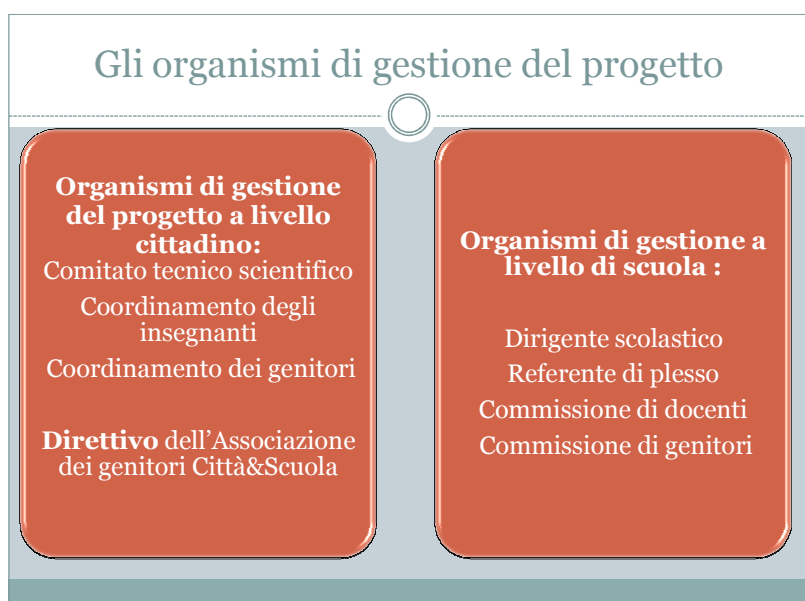 Gli organismi di gestione del progetto
Organismi di gestione
del progetto a livello
cittadino:
Comitato tecnico scientifico
Coordinamento degli
insegnanti
Coordinamento dei genitori
Direttivo dell’Associazione
dei genitori Città&Scuola
Organismi di gestione a
livello di scuola :
Dirigente scolastico
Referente di plesso
Commissione di docenti
Commissione di genitori